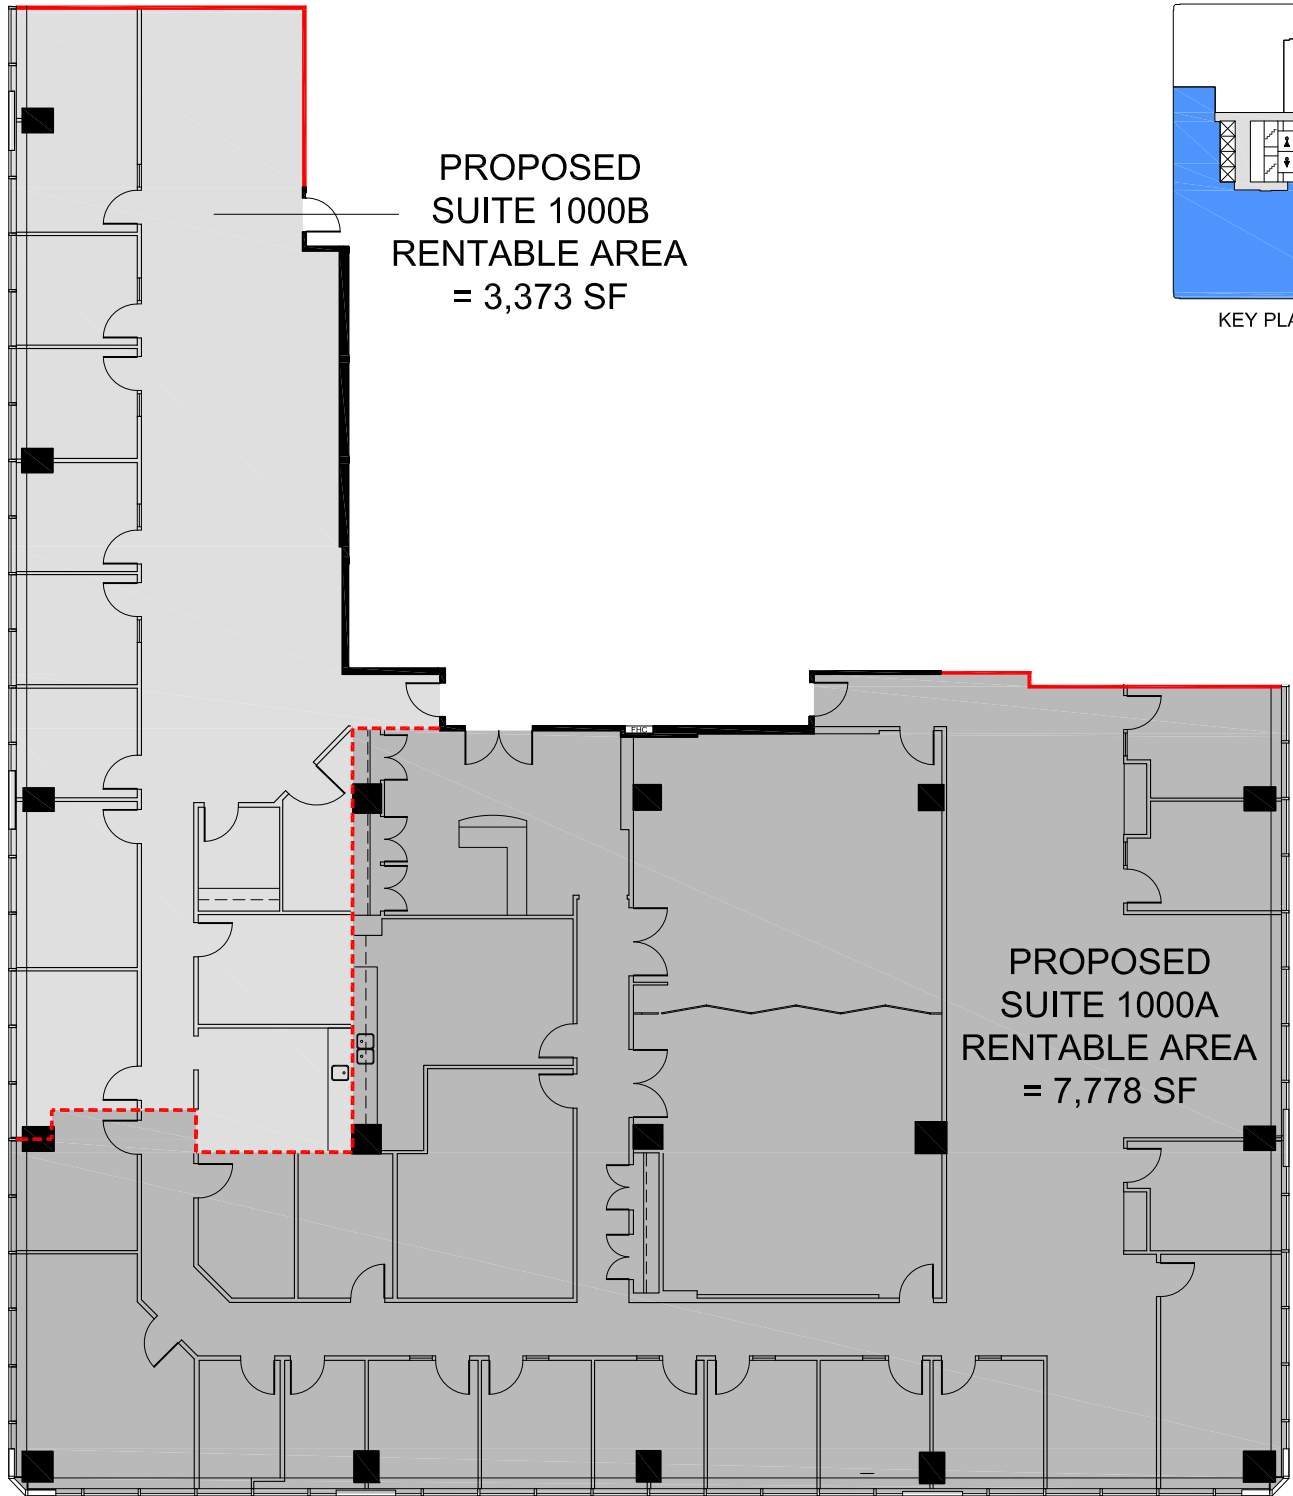 PROPOSED
SUITE 1000B
RENTABLE AREA
= 3,373 SF
KEY PLA
FHC
PROPOSED
SUITE 1000A
RENTABLE AREA
= 7,778 SF